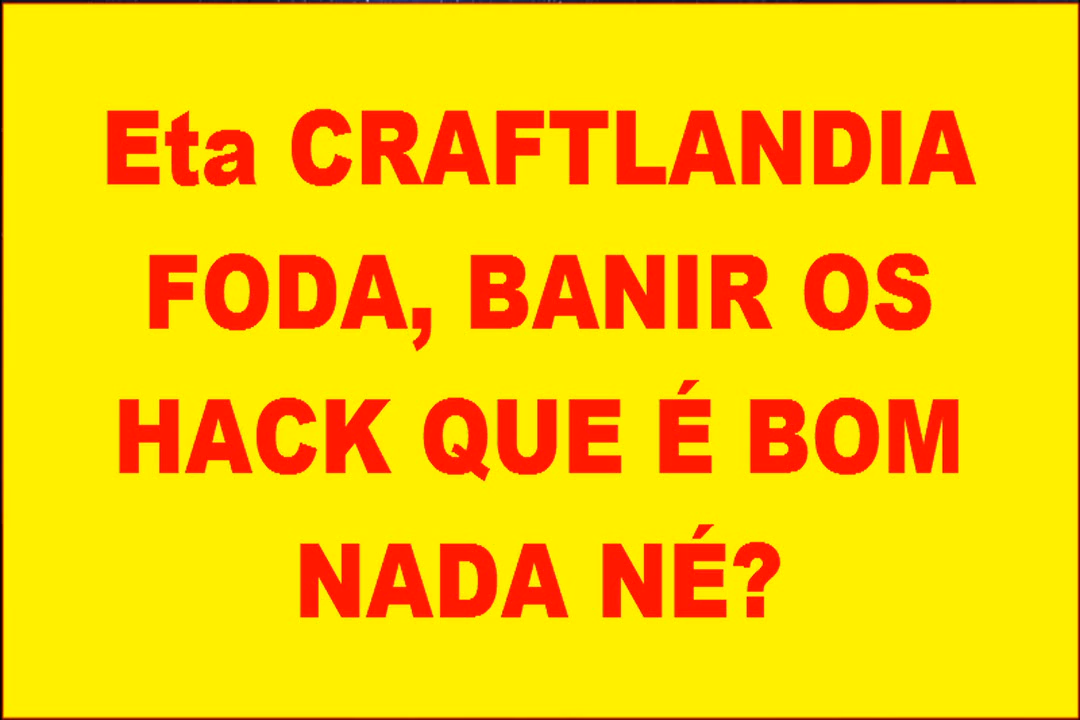 Eta CRAFTLANDIA
FODA, BANIR OS
HACK QUE É BOM
NADA NÉ?